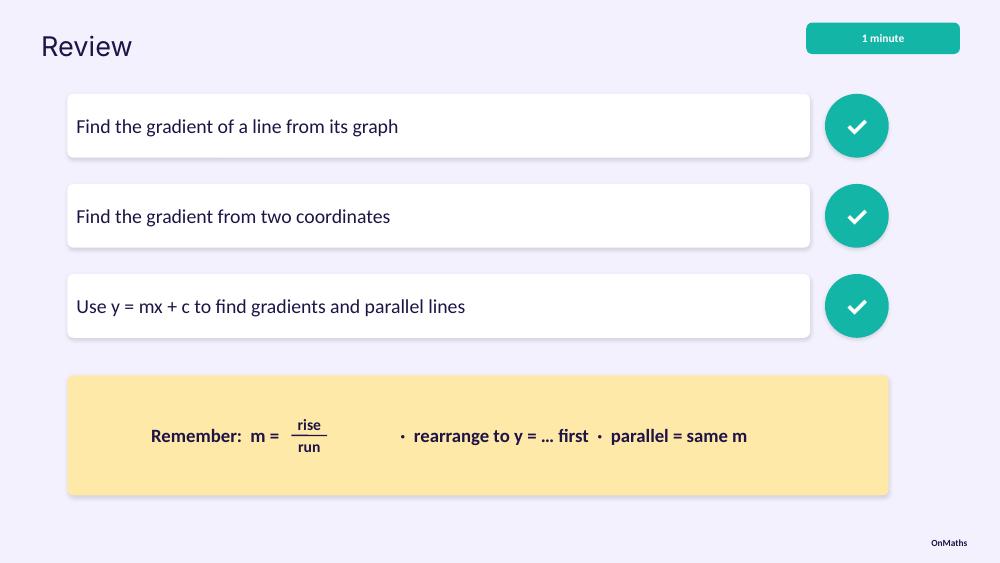 Review
1 minute
Find the gradient of a line from its graph
Find the gradient from two coordinates
Use y = mx + c to find gradients and parallel lines
Remember: m = rise/run · rearrange to y = … first · parallel = same m
OnMaths